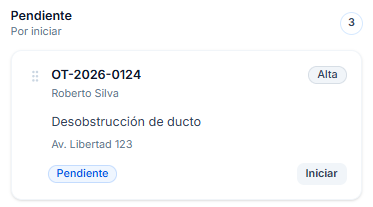 Pendiente
Por iniciar
3
OT-2026-0124
Alta
Roberto Silva
Desobstrucción de ducto
Av. Libertad 123
Pendiente
Iniciar